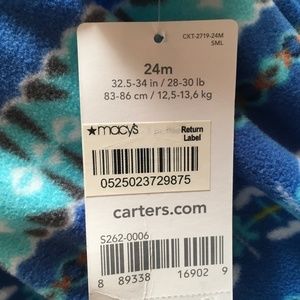 CKT-2719-24M
SML
24m
32.5-34 in / 28-30 lb
83-86 cm / 12,5-13,6 kg
★macy's
Return
Label
0525023729875
carters.com
S262-0006
8 89338 16902 9